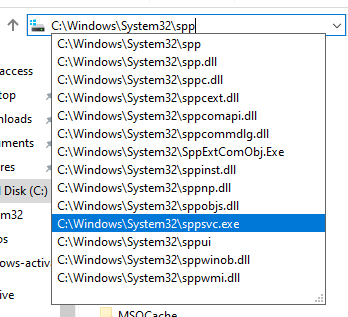 C:\Windows\System32\spp
C:\Windows\System32\spp
C:\Windows\System32\spp.dll
access
C:\Windows\System32\sppc.dll
top
C:\Windows\System32\sppcext.dll
nloads
C:\Windows\System32\sppcomapi.dll
C:\Windows\System32\sppcommdlg.dll
uments
C:\Windows\System32\SppExtComObj.Exe
res
C:\Windows\System32\sppinst.dll
Disk (C:)
C:\Windows\System32\sppnp.dll
m32
C:\Windows\System32\sppobjs.dll
C:\Windows\System32\sppsvc.exe
os
C:\Windows\System32\sppui
ows-activa
C:\Windows\System32\sppwinob.dll
C:\Windows\System32\sppwmi.dll
ive
MSOCache